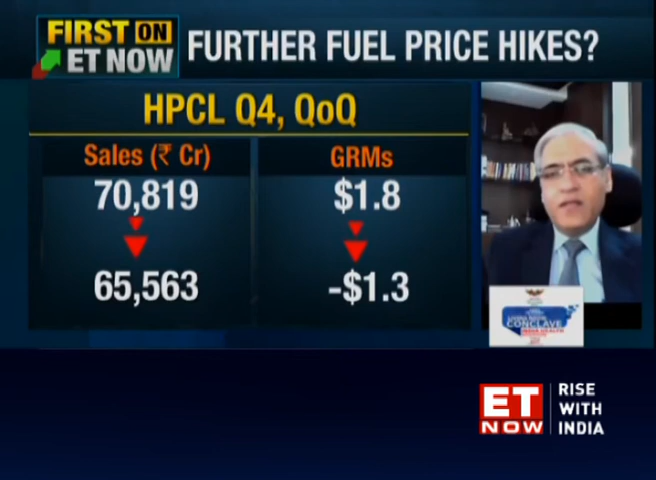 FIRST ON
ET NOW
FURTHER FUEL PRICE HIKES?
HPCL Q4, QoQ
Sales (₹ Cr)
GRMs
70,819
$1.8
65,563
-$1.3
CONCLAVE
ET
NOW
RISE
WITH
INDIA